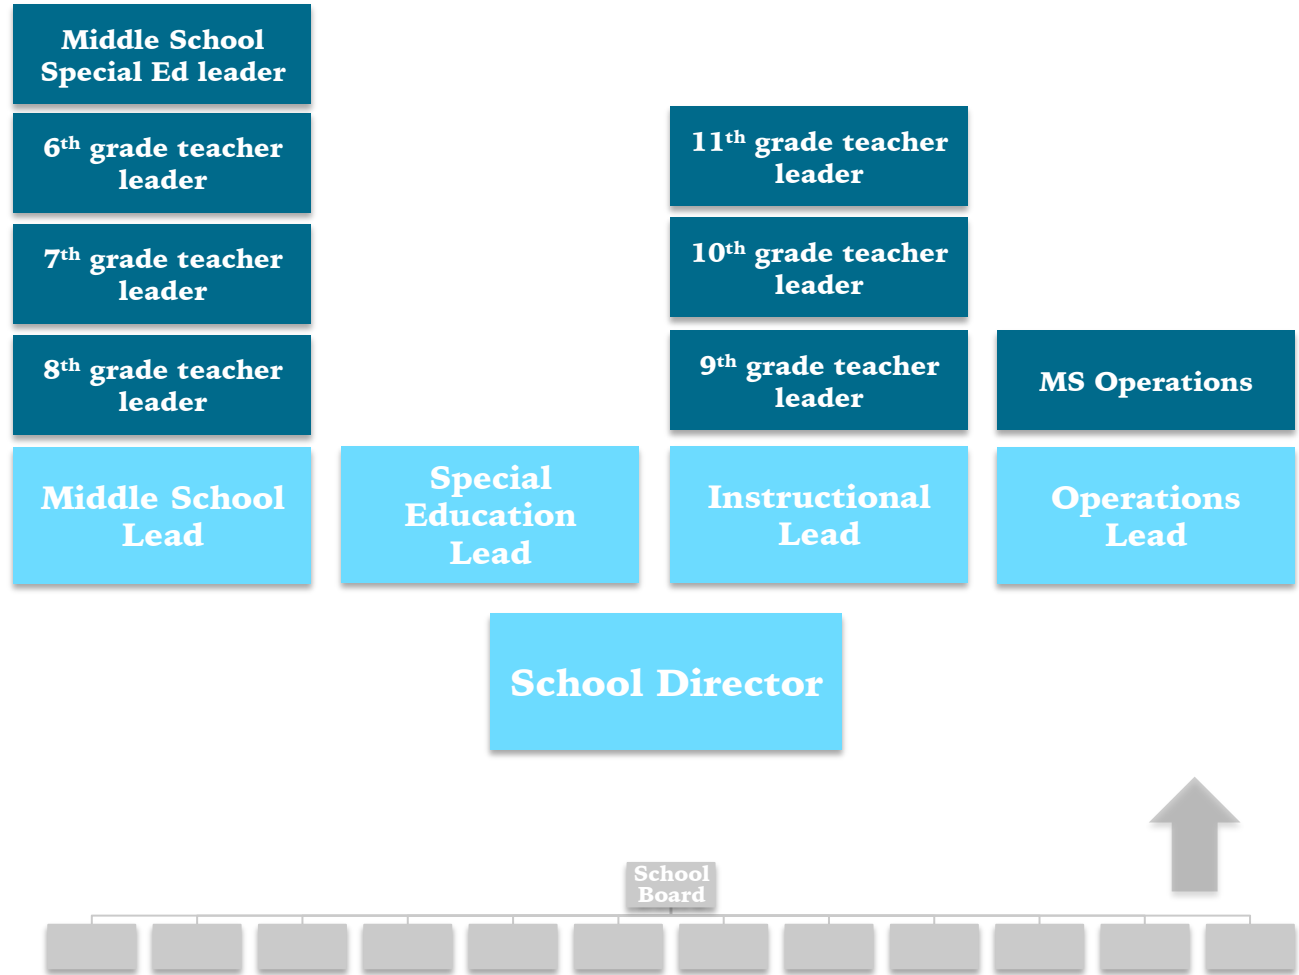 Middle School
Special Ed leader
6th grade teacher
leader
7th grade teacher
leader
8th grade teacher
leader
11th grade teacher
leader
10th grade teacher
leader
9th grade teacher
leader
MS Operations
Middle School
Lead
Special
Education
Lead
Instructional
Lead
Operations
Lead
School Director
School
Board